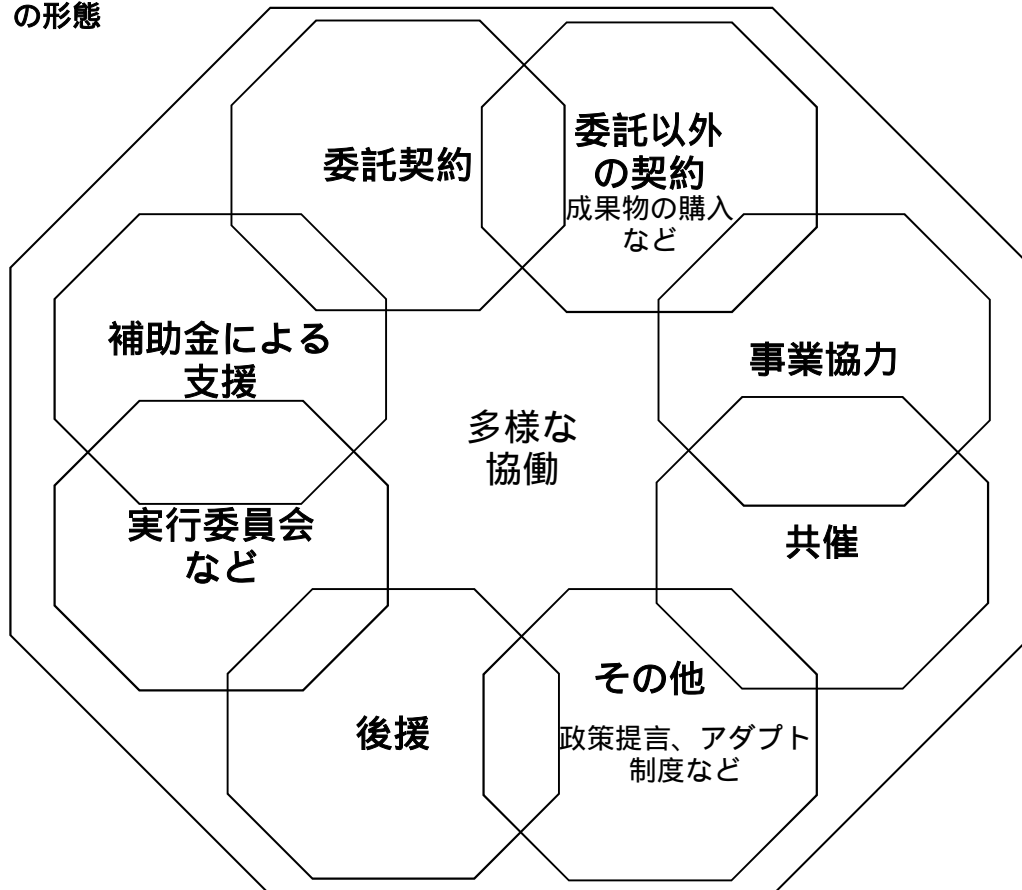 の形態
委託契約
委託以外
の契約
成果物の購入
など
補助金による
支援
事業協力
多様な
協働
実行委員会
など
共催
後援
その他
政策提言、アダプト
制度など